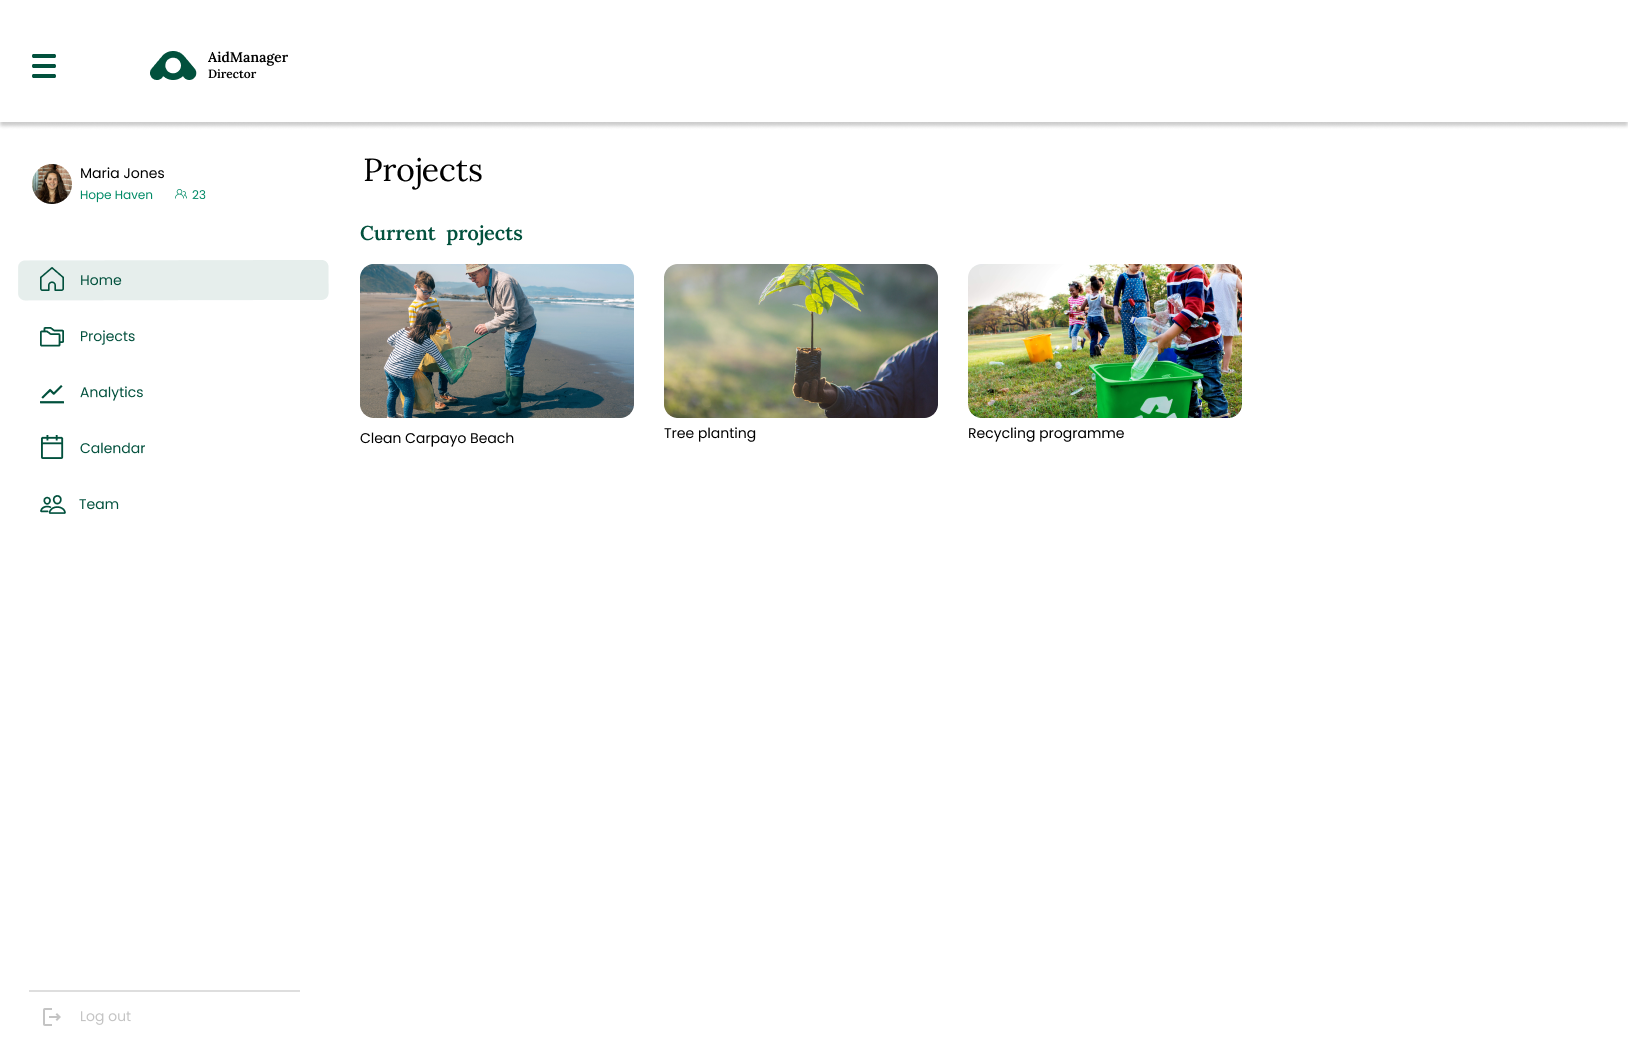 AidManager
Director
Maria Jones
Hope Haven 23
Home
Projects
Analytics
Calendar
Team
Log out
Projects
Current projects
Clean Carpayo Beach
Tree planting
Recycling programme